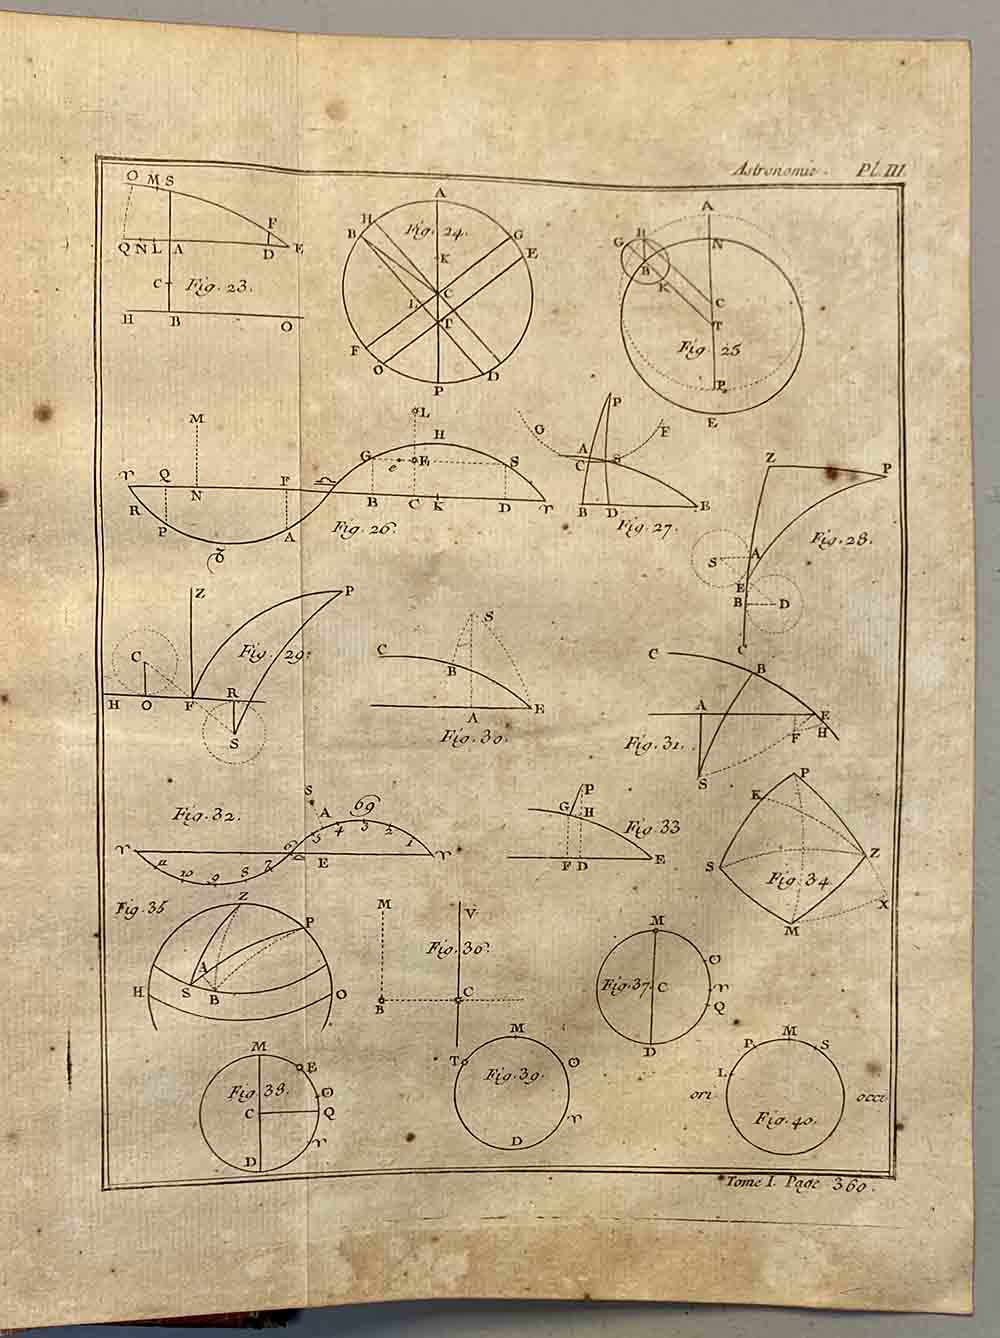 Astronomie. Pl. III.
O M S
F
Q N L A D E
C Fig. 23.
H B O
A
H
B Fig. 24. G
E
K
C
L
T
F
O D
P
A
H
G N
B
K
C
T
Fig. 25
P
E
M
♈ Q N F ♎
R
P A
♑
L
H
G e E S
B C K D ♈
Fig. 26.
P
O F
A
C S
B D E
Fig. 27.
Z P
Fig. 28.
S A
E
B D
C
Z P
C Fig. 29.
H O F R
S
S
C
B
A E
Fig. 30.
C B
A E
F H
Fig. 31.
S
Fig. 32.
S
A ♋
♈ 11 10 9 8 7 6 5 4 3 2 1 ♈
♎ E
P
G H
Fig. 33
F D E
P
K
S Z
Fig. 34
X
M
Fig. 35
Z
P
A
H S B O
M V
Fig. 36.
B C
M
Fig. 37. C ♈
Q
D
M
E
Fig. 38.
C Q
♈
D
M
T
Fig. 39.
♈
D
M
P S
L
ori. occi.
Fig. 40.
Tome I. Page 360.